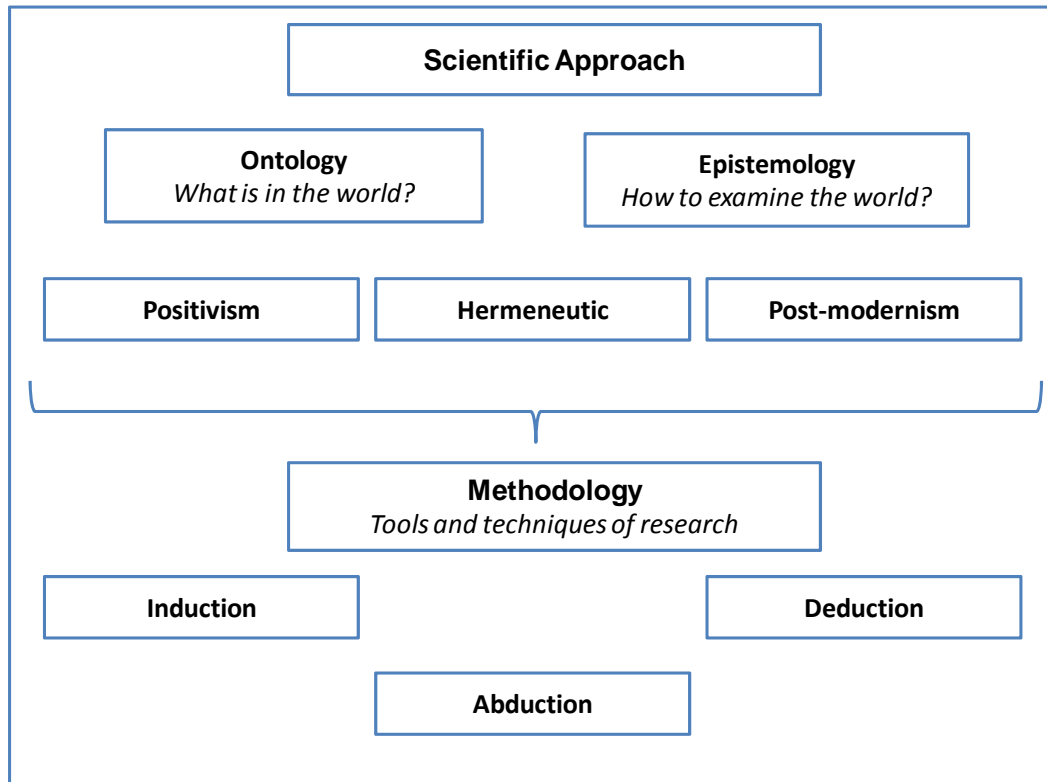 Scientific Approach
Ontology
What is in the world?
Epistemology
How to examine the world?
Positivism
Hermeneutic
Post-modernism
Methodology
Tools and techniques of research
Induction
Deduction
Abduction